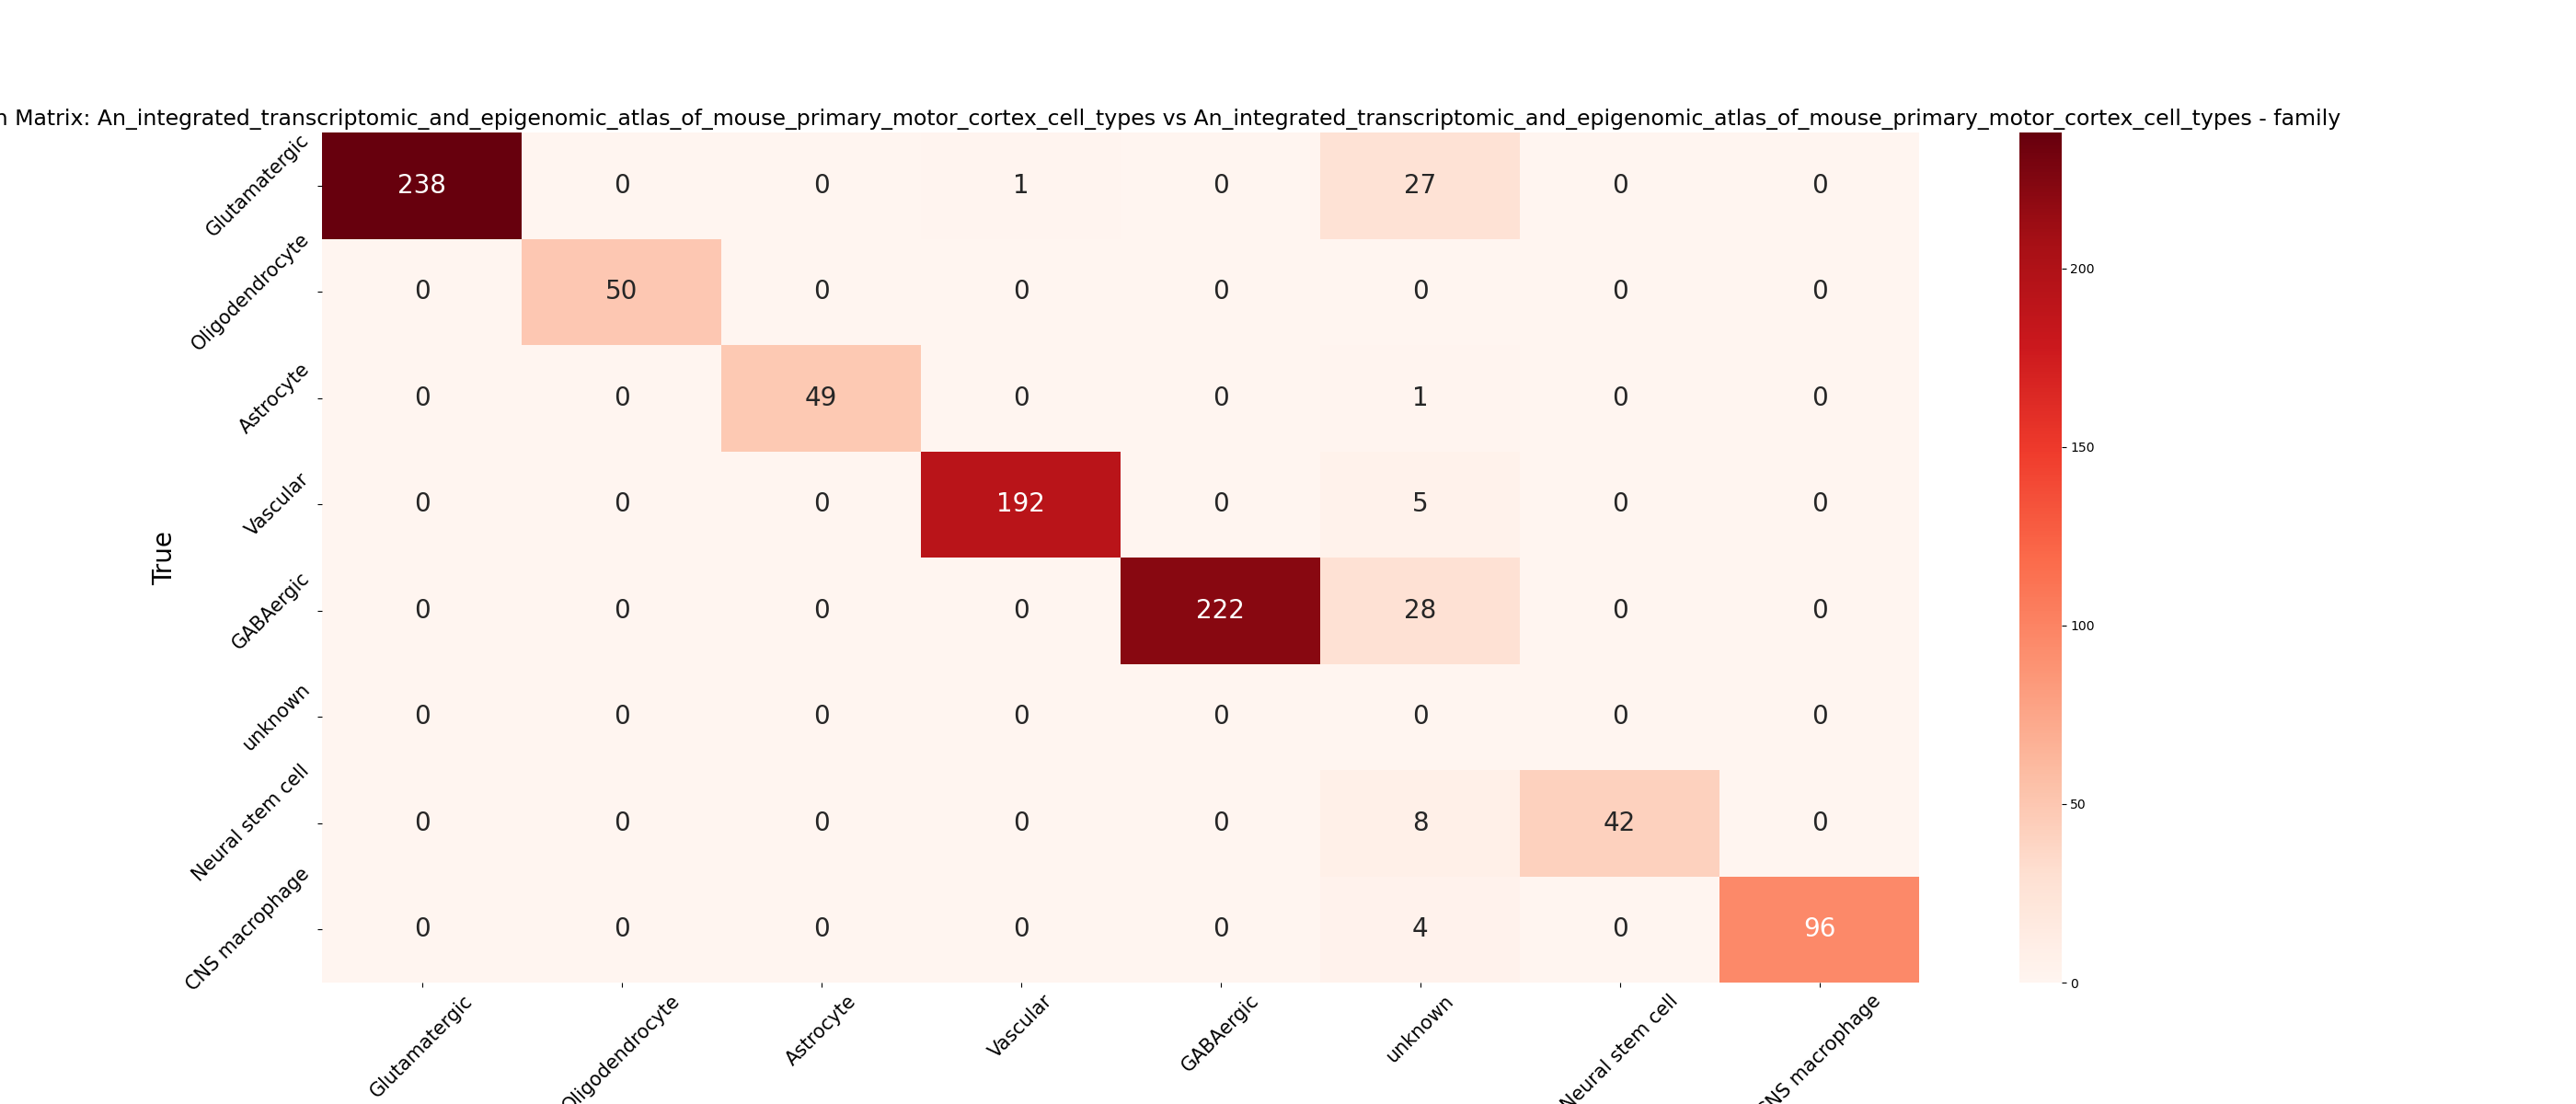 Matrix: An_integrated_transcriptomic_and_epigenomic_atlas_of_mouse_primary_motor_cortex_cell_types vs An_integrated_transcriptomic_and_epigenomic_atlas_of_mouse_primary_motor_cortex_cell_types - family
True
Glutamatergic 238 0 0 1 0 27 0 0
Oligodendrocyte 0 50 0 0 0 0 0 0
Astrocyte 0 0 49 0 0 1 0 0
Vascular 0 0 0 192 0 5 0 0
GABAergic 0 0 0 0 222 28 0 0
unknown 0 0 0 0 0 0 0 0
Neural stem cell 0 0 0 0 0 8 42 0
CNS macrophage 0 0 0 0 0 4 0 96
Glutamatergic Oligodendrocyte Astrocyte Vascular GABAergic unknown Neural stem cell CNS macrophage
200
150
100
50
0